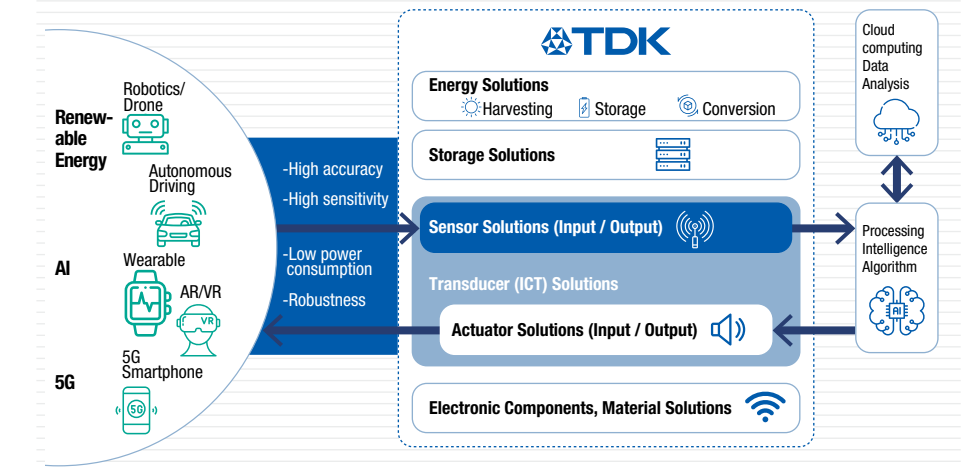 Renew-
able
Energy
AI
5G
Robotics/
Drone
Autonomous
Driving
Wearable
AR/VR
VR
5G
Smartphone
5G
-High accuracy
-High sensitivity
-Low power
consumption
-Robustness
TDK
Energy Solutions
Harvesting
Storage
Conversion
Storage Solutions
Sensor Solutions (Input / Output)
Transducer (ICT) Solutions
Actuator Solutions (Input / Output)
Electronic Components, Material Solutions
Cloud
computing
Data
Analysis
Processing
Intelligence
Algorithm
AI